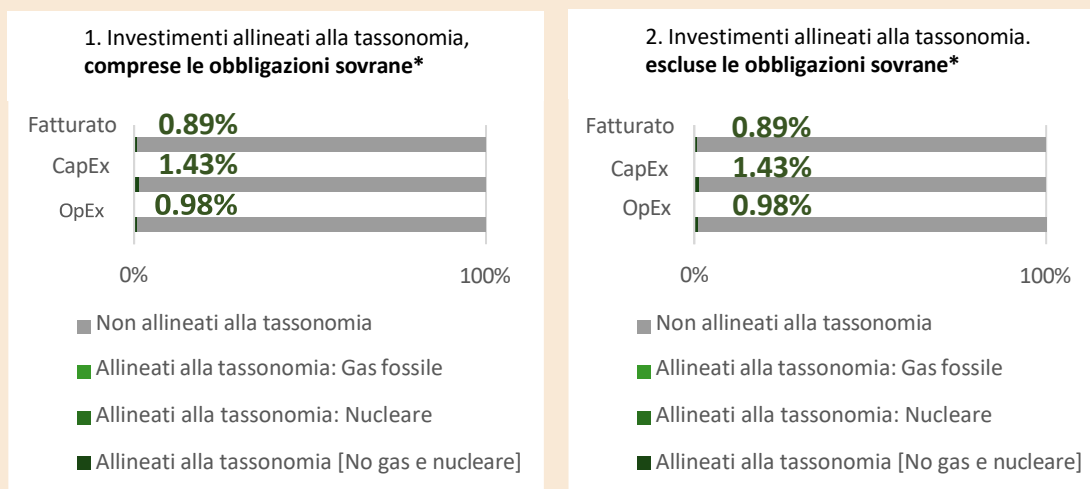 1. Investimenti allineati alla tassonomia,
comprese le obbligazioni sovrane*
Fatturato 0.89%
CapEx 1.43%
OpEx 0.98%
0% 100%
Non allineati alla tassonomia
Allineati alla tassonomia: Gas fossile
Allineati alla tassonomia: Nucleare
Allineati alla tassonomia [No gas e nucleare]
2. Investimenti allineati alla tassonomia.
escluse le obbligazioni sovrane*
Fatturato 0.89%
CapEx 1.43%
OpEx 0.98%
0% 100%
Non allineati alla tassonomia
Allineati alla tassonomia: Gas fossile
Allineati alla tassonomia: Nucleare
Allineati alla tassonomia [No gas e nucleare]